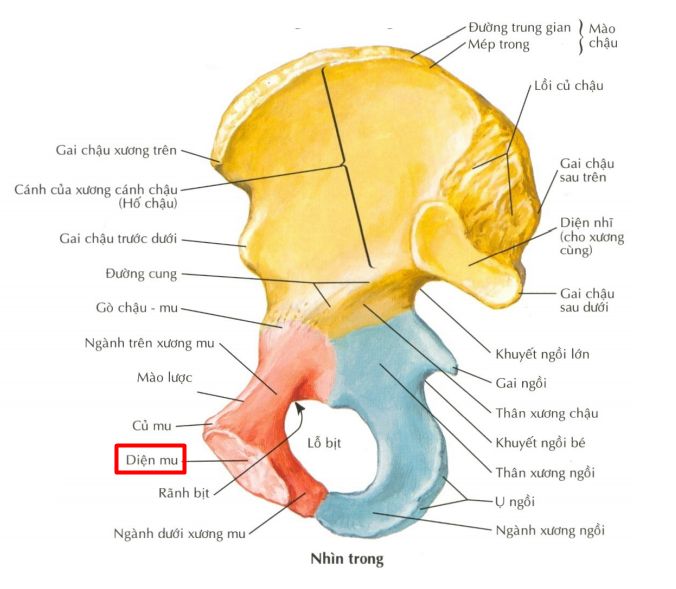 Đường trung gian
Mép trong
Mào
chậu
Lồi củ chậu
Gai chậu xương trên
Cánh của xương cánh chậu
(Hố chậu)
Gai chậu trước dưới
Đường cung
Gò chậu - mu
Ngành trên xương mu
Mào lược
Củ mu
Diện mu
Rãnh bịt
Ngành dưới xương mu
Lỗ bịt
Gai chậu
sau trên
Diện nhĩ
(cho xương
cùng)
Gai chậu
sau dưới
Khuyết ngồi lớn
Gai ngồi
Thân xương chậu
Khuyết ngồi bé
Thân xương ngồi
Ụ ngồi
Ngành xương ngồi
Nhìn trong